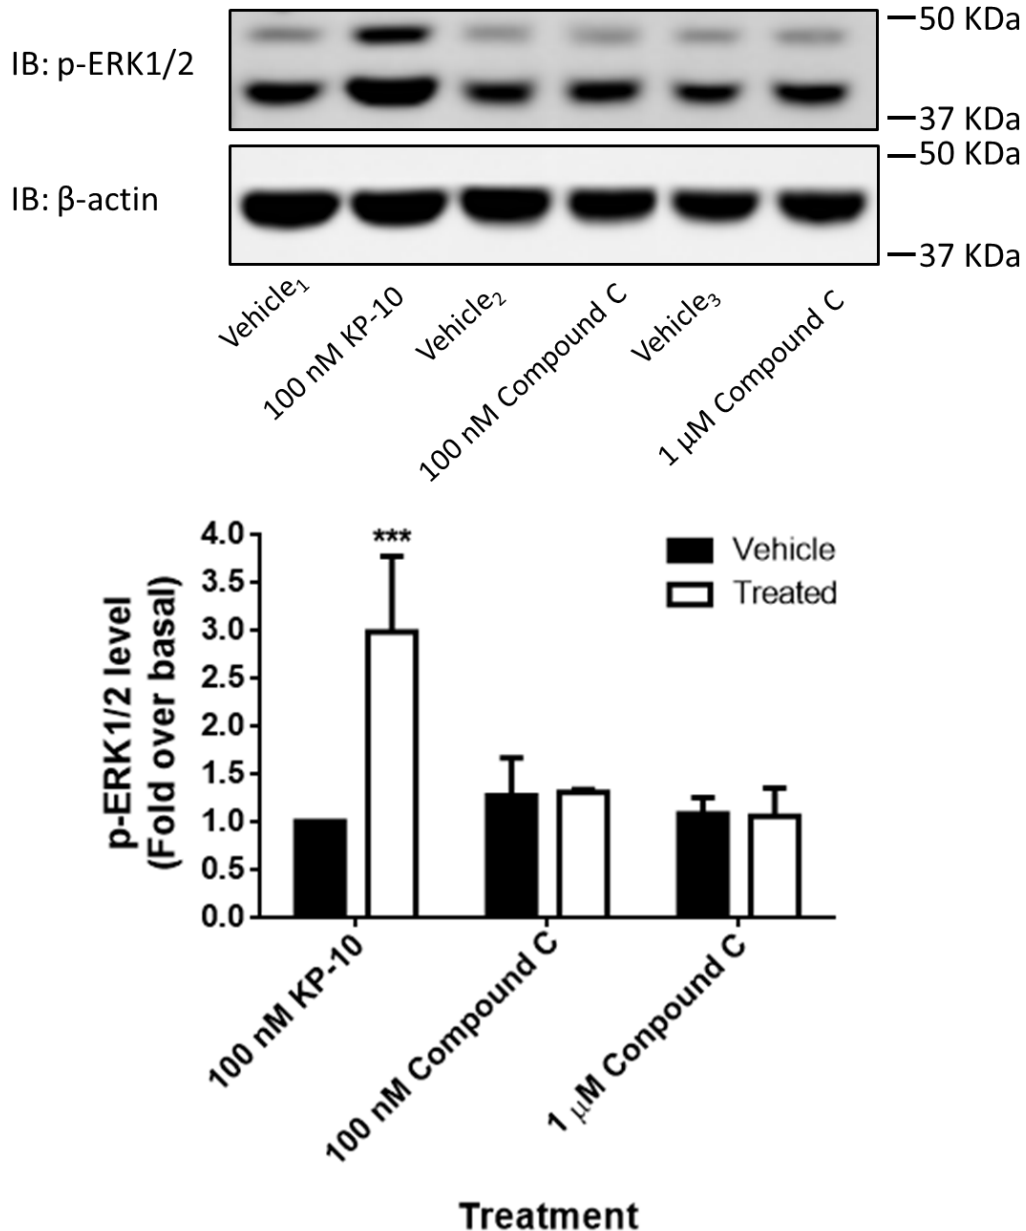 50 KDa
IB: p-ERK1/2
37 KDa
50 KDa
IB: β-actin
37 KDa
Vehicle₁
100 nM KP-10
Vehicle₂
100 nM Compound C
Vehicle₃
1 µM Compound C
p-ERK1/2 level
(Fold over basal)
4.0
3.5
3.0
2.5
2.0
1.5
1.0
0.5
0.0
***
Vehicle
Treated
100 nM KP-10
100 nM Compound C
1 µM Conpound C
Treatment